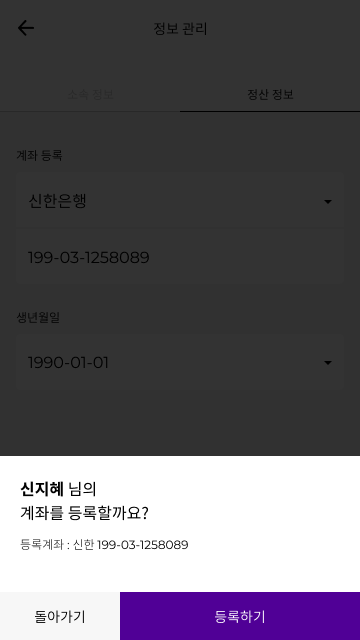 정보 관리
소속 정보
정산 정보
계좌 등록
신한은행
199-03-1258089
생년월일
1990-01-01
신지혜 님의
계좌를 등록할까요?
등록계좌 : 신한 199-03-1258089
돌아가기
등록하기